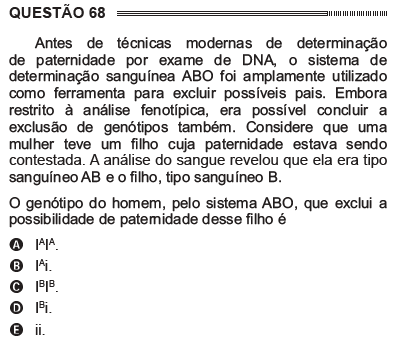 QUESTÃO 68
Antes de técnicas modernas de determinação
de paternidade por exame de DNA, o sistema de
determinação sanguínea ABO foi amplamente utilizado
como ferramenta para excluir possíveis pais. Embora
restrito à análise fenotípica, era possível concluir a
exclusão de genótipos também. Considere que uma
mulher teve um filho cuja paternidade estava sendo
contestada. A análise do sangue revelou que ela era tipo
sanguíneo AB e o filho, tipo sanguíneo B.
O genótipo do homem, pelo sistema ABO, que exclui a
possibilidade de paternidade desse filho é
A IᴬIᴬ.
B Iᴬi.
C IᴮIᴮ.
D Iᴮi.
E ii.